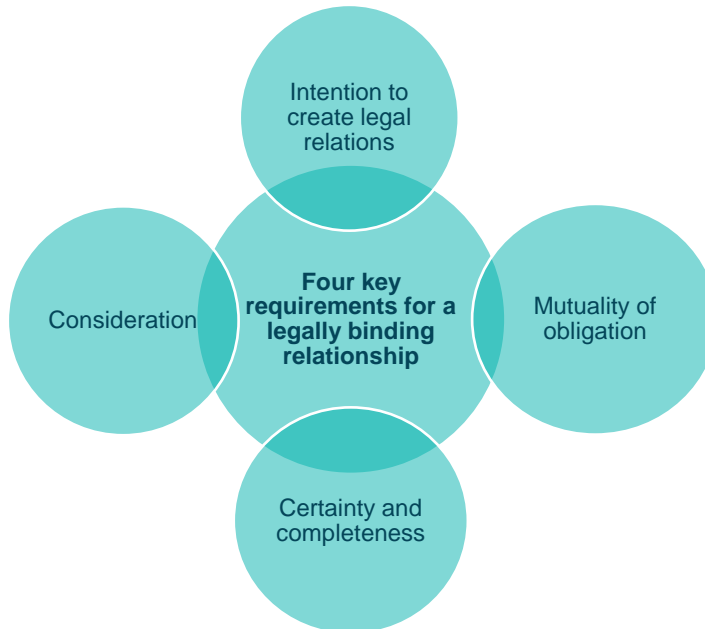 Intention to
create legal
relations
Consideration
Four key
requirements for a
legally binding
relationship
Mutuality of
obligation
Certainty and
completeness